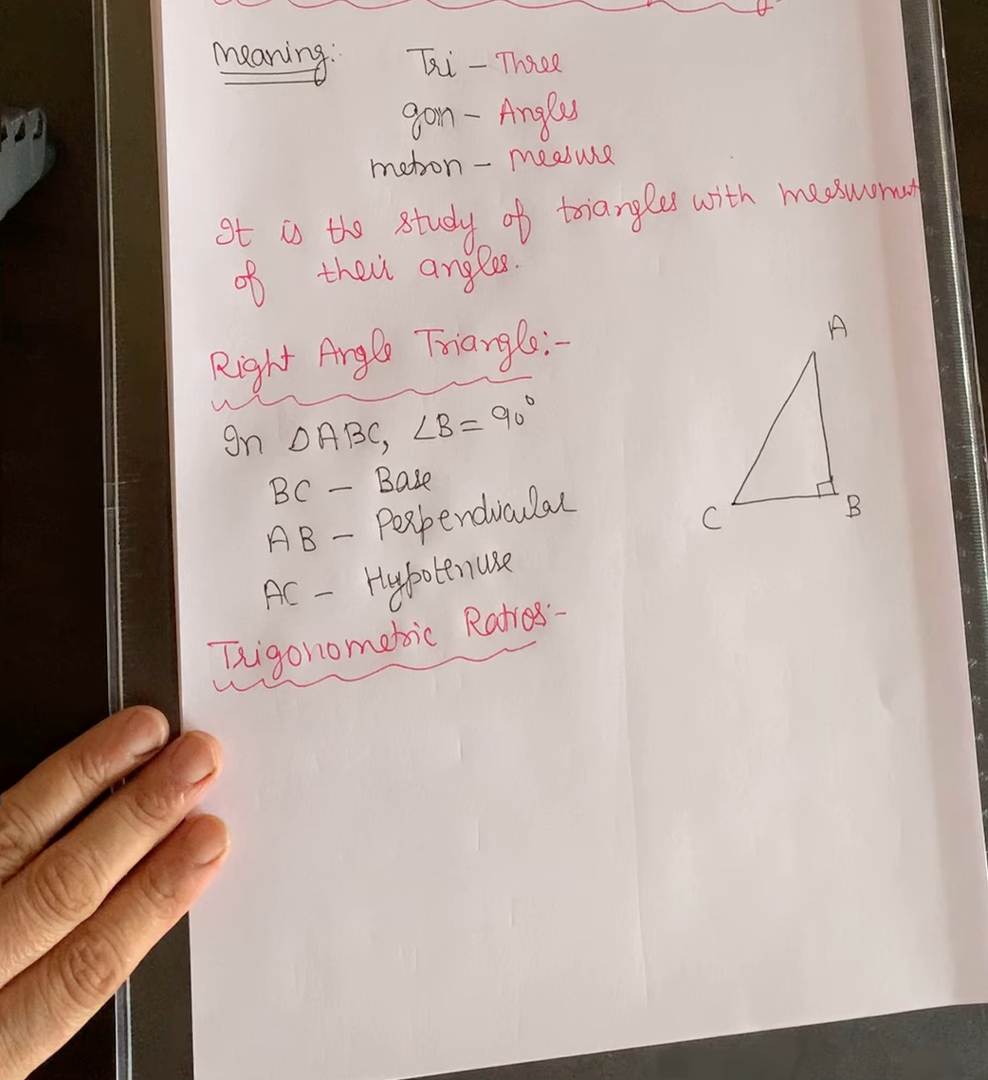 Meaning:
Tri - Three
gon - Angles
metron - measure
It is the study of triangles with measurement
of their angles.
Right Angle Triangle:-
In ΔABC, ∠B = 90°
BC - Base
AB - Perpendicular
AC - Hypotenuse
Trigonometric Ratios:-
A
C
B